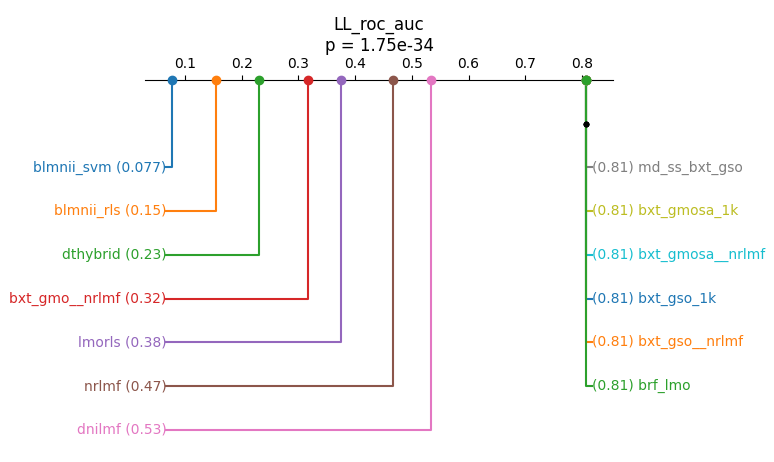 LL_roc_auc
p = 1.75e-34
0.1 0.2 0.3 0.4 0.5 0.6 0.7 0.8
blmnii_svm (0.077)
(0.81) md_ss_bxt_gso
blmnii_rls (0.15)
(0.81) bxt_gmosa_1k
dthybrid (0.23)
(0.81) bxt_gmosa__nrlmf
bxt_gmo__nrlmf (0.32)
(0.81) bxt_gso_1k
lmorls (0.38)
(0.81) bxt_gso__nrlmf
nrlmf (0.47)
(0.81) brf_lmo
dnilmf (0.53)